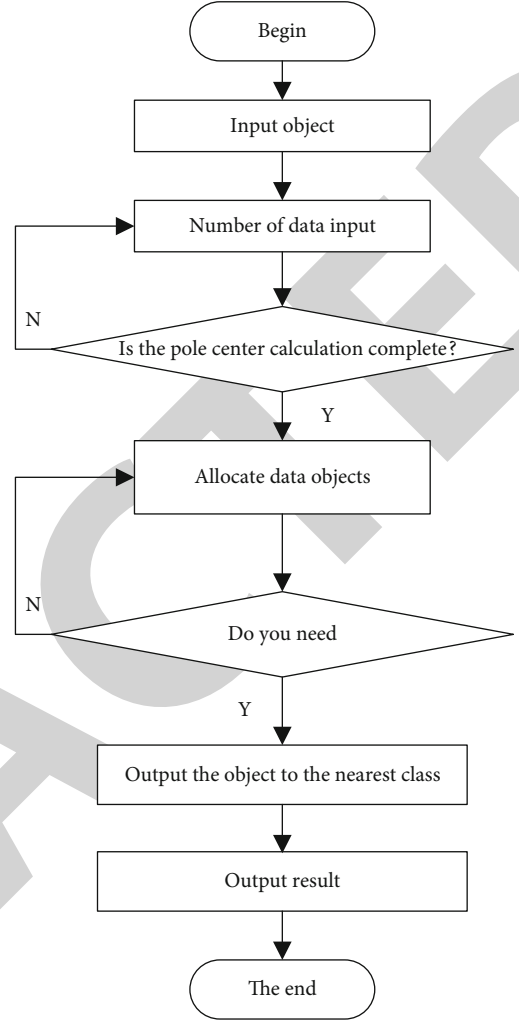 Begin
Input object
Number of data input
N
Is the pole center calculation complete?
Y
Allocate data objects
N
Do you need
Y
Output the object to the nearest class
Output result
The end